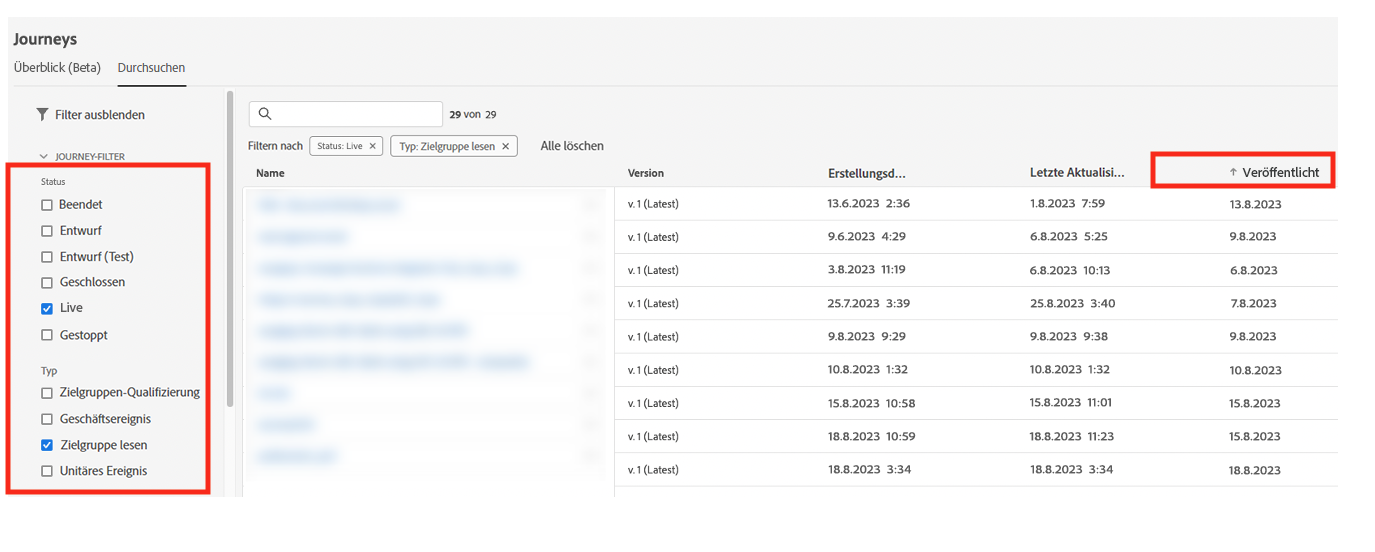 Journeys
Überblick (Beta) Durchsuchen
Filter ausblenden
29 von 29
Filtern nach Status: Live × Typ: Zielgruppe lesen × Alle löschen
JOURNEY-FILTER
Status
Beendet
Entwurf
Entwurf (Test)
Geschlossen
Live
Gestoppt
Typ
Zielgruppen-Qualifizierung
Geschäftsereignis
Zielgruppe lesen
Unitäres Ereignis
Name Version Erstellungsd... Letzte Aktualisi... ↑ Veröffentlicht
v. 1 (Latest) 13.6.2023 2:36 1.8.2023 7:59 13.8.2023
v. 1 (Latest) 9.6.2023 4:29 6.8.2023 5:25 9.8.2023
v. 1 (Latest) 3.8.2023 11:19 6.8.2023 10:13 6.8.2023
v. 1 (Latest) 25.7.2023 3:39 25.8.2023 3:40 7.8.2023
v. 1 (Latest) 9.8.2023 9:29 9.8.2023 9:38 9.8.2023
v. 1 (Latest) 10.8.2023 1:32 10.8.2023 1:32 10.8.2023
v. 1 (Latest) 15.8.2023 10:58 15.8.2023 11:01 15.8.2023
v. 1 (Latest) 18.8.2023 10:59 18.8.2023 11:23 15.8.2023
v. 1 (Latest) 18.8.2023 3:34 18.8.2023 3:34 18.8.2023